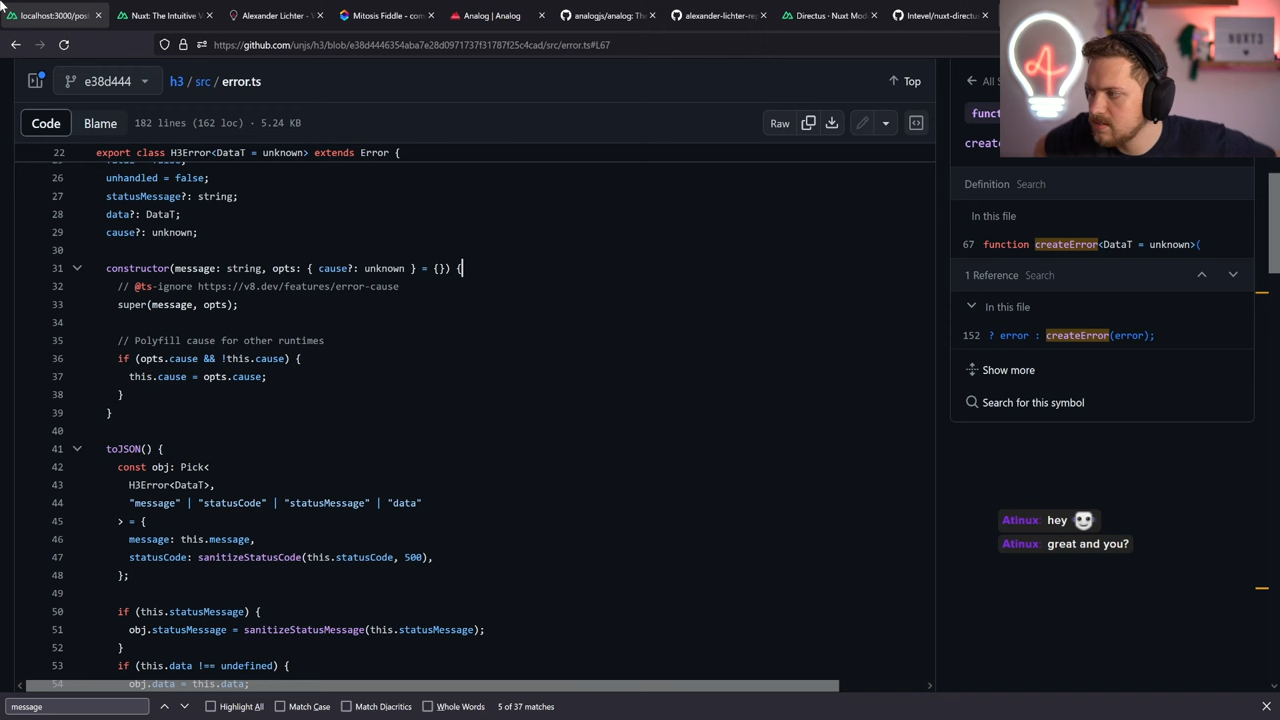 localhost:3000/pos
Nuxt: The Intuitive V
Alexander Lichter - V
Mitosis Fiddle - com
Analog | Analog
analogjs/analog: The
alexander-lichter-re
Directus · Nuxt Mod
Intevel/nuxt-directus
https://github.com/unjs/h3/blob/e38d4446354aba7e28d0971737f31787f25c4cad/src/error.ts#L67
e38d444
h3 / src / error.ts
Top
Code
Blame
182 lines (162 loc) · 5.24 KB
Raw
22 export class H3Error<DataT = unknown> extends Error {
26 unhandled = false;
27 statusMessage?: string;
28 data?: DataT;
29 cause?: unknown;
30
31 constructor(message: string, opts: { cause?: unknown } = {}) {
32 // @ts-ignore https://v8.dev/features/error-cause
33 super(message, opts);
34
35 // Polyfill cause for other runtimes
36 if (opts.cause && !this.cause) {
37 this.cause = opts.cause;
38 }
39 }
40
41 toJSON() {
42 const obj: Pick<
43 H3Error<DataT>,
44 "message" | "statusCode" | "statusMessage" | "data"
45 > = {
46 message: this.message,
47 statusCode: sanitizeStatusCode(this.statusCode, 500),
48 };
49
50 if (this.statusMessage) {
51 obj.statusMessage = sanitizeStatusMessage(this.statusMessage);
52 }
53 if (this.data !== undefined) {
54 obj.data = this.data;
All S
func
crea
NUXT3
Definition Search
In this file
67 function createError<DataT = unknown>(
1 Reference Search
In this file
152 ? error : createError(error);
Show more
Search for this symbol
Atinux: hey
Atinux: great and you?
message
Highlight All
Match Case
Match Diacritics
Whole Words
5 of 37 matches